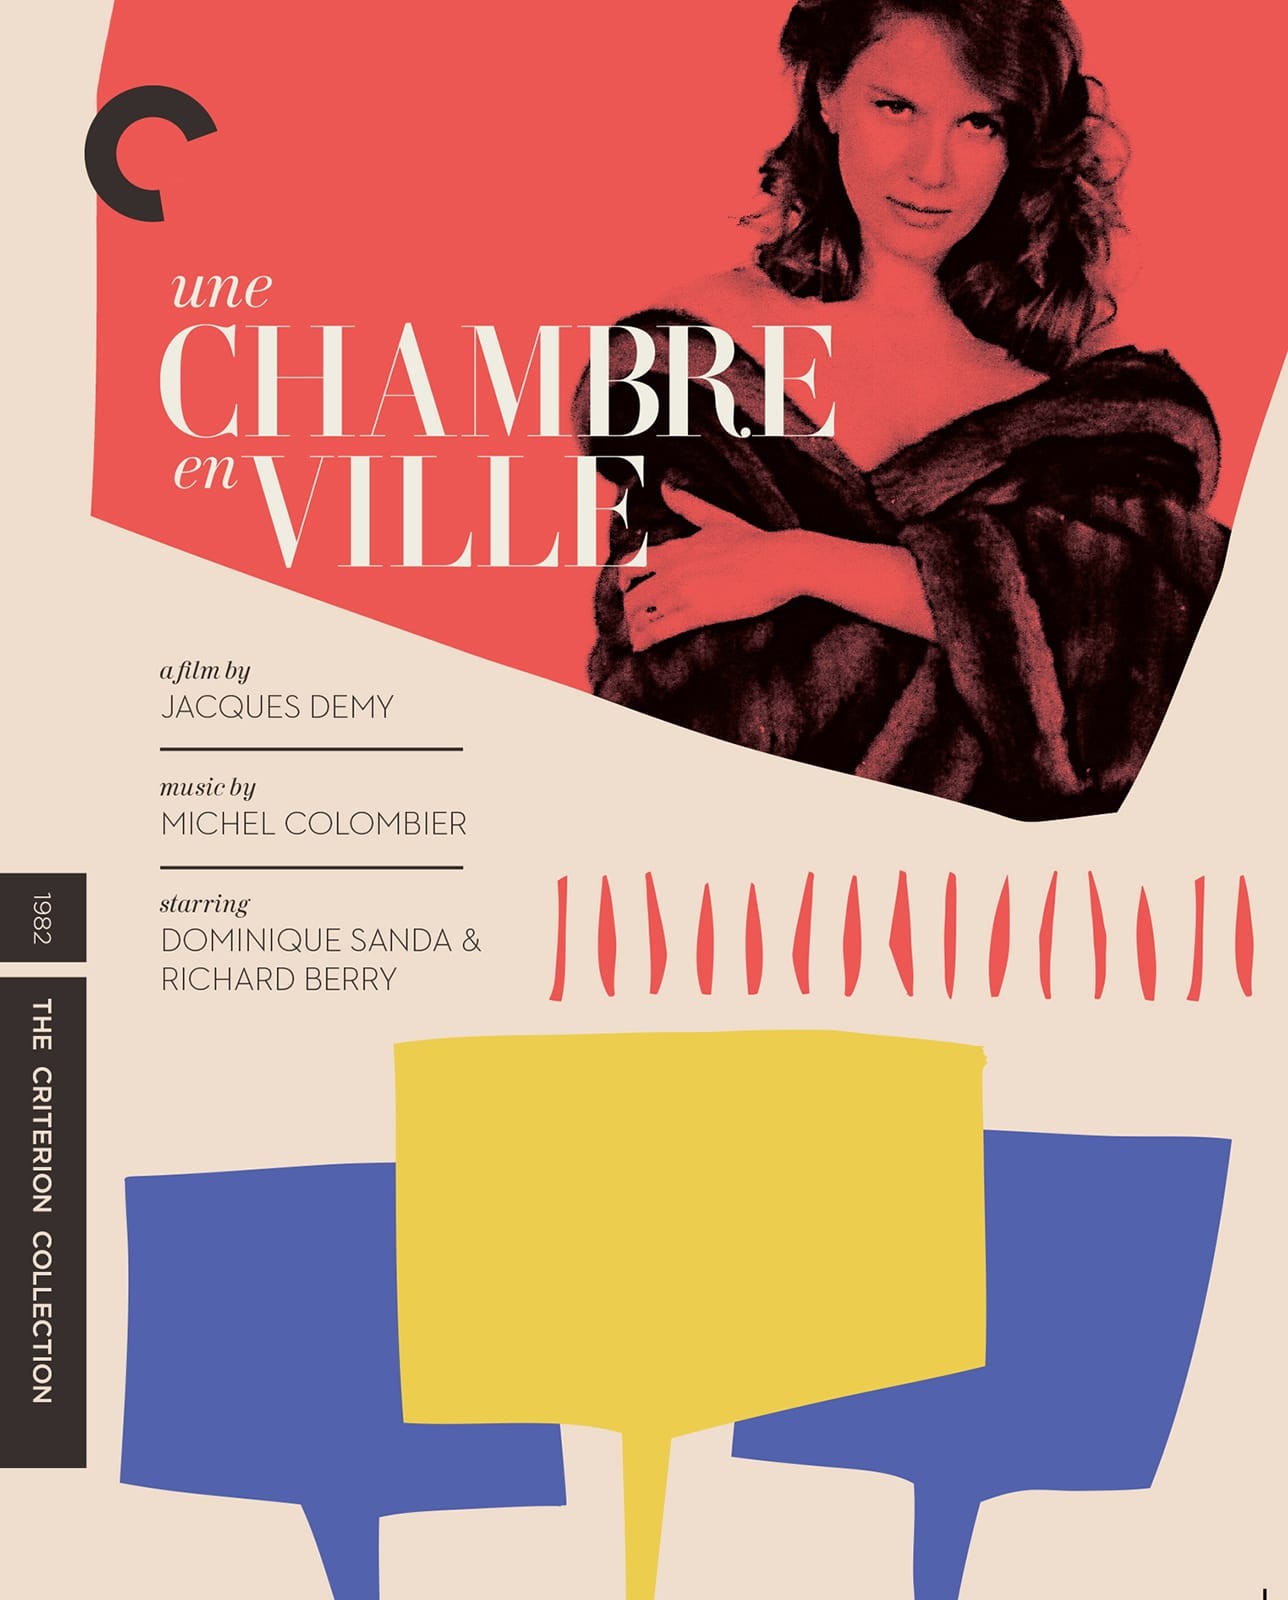 une
CHAMBRE
en VILLE
a film by
JACQUES DEMY
music by
MICHEL COLOMBIER
starring
DOMINIQUE SANDA &
RICHARD BERRY
1982
THE CRITERION COLLECTION